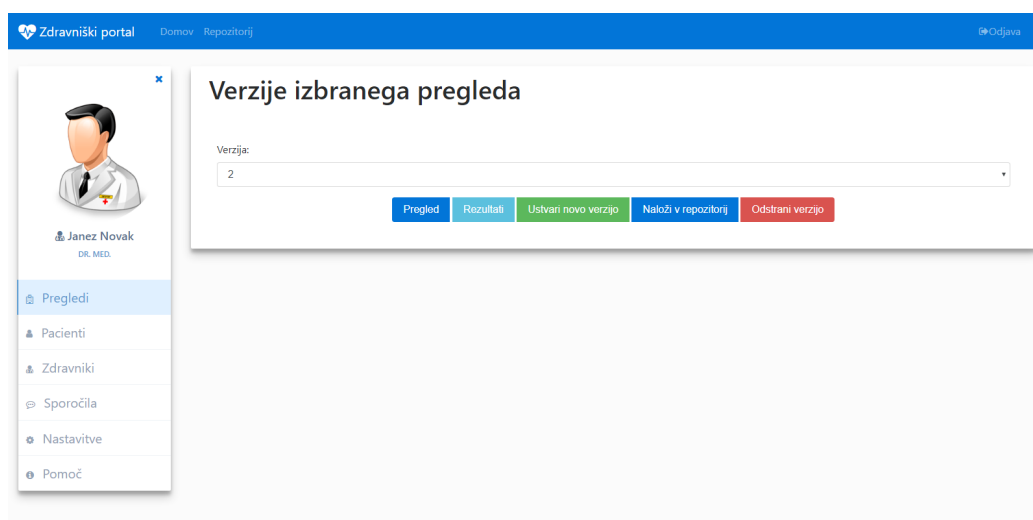 Zdravniški portal Domov Repozitorij Odjava
Verzije izbranega pregleda
Verzija:
2
Pregled Rezultati Ustvari novo verzijo Naloži v repozitorij Odstrani verzijo
Janez Novak
DR. MED.
Pregledi
Pacienti
Zdravniki
Sporočila
Nastavitve
Pomoč